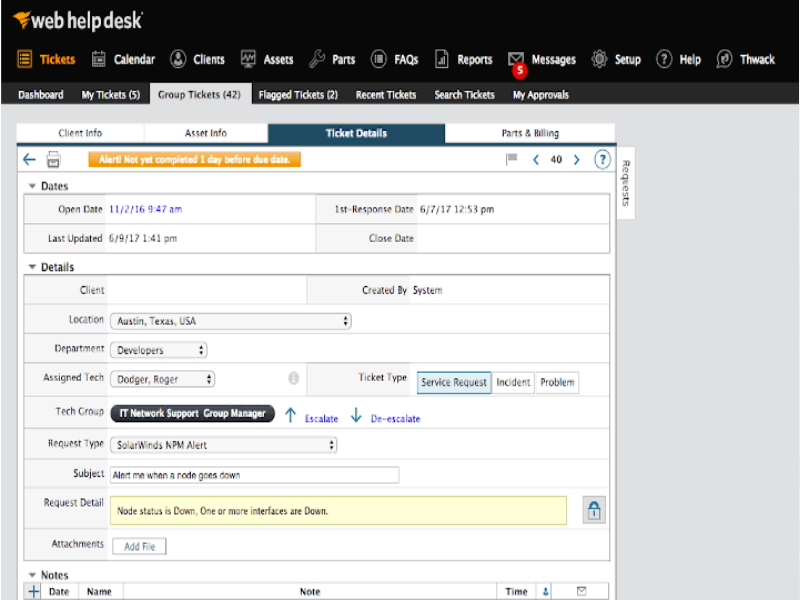 web help desk
Tickets Calendar Clients Assets Parts FAQs Reports Messages Setup Help Thwack
5
Dashboard My Tickets (5) Group Tickets (42) Flagged Tickets (2) Recent Tickets Search Tickets My Approvals
Client Info Asset Info Ticket Details Parts & Billing
Alert! Not yet completed 1 day before due date. 40 ?
Requests
Dates
Open Date 11/2/16 9:47 am 1st-Response Date 6/7/17 12:53 pm
Last Updated 6/9/17 1:41 pm Close Date
Details
Client Created By System
Location Austin, Texas, USA
Department Developers
Assigned Tech Dodger, Roger Ticket Type Service Request Incident Problem
Tech Group IT Network Support Group Manager Escalate De-escalate
Request Type SolarWinds NPM Alert
Subject Alert me when a node goes down
Request Detail Node status is Down, One or more interfaces are Down.
Attachments Add File
Notes
Date Name Note Time